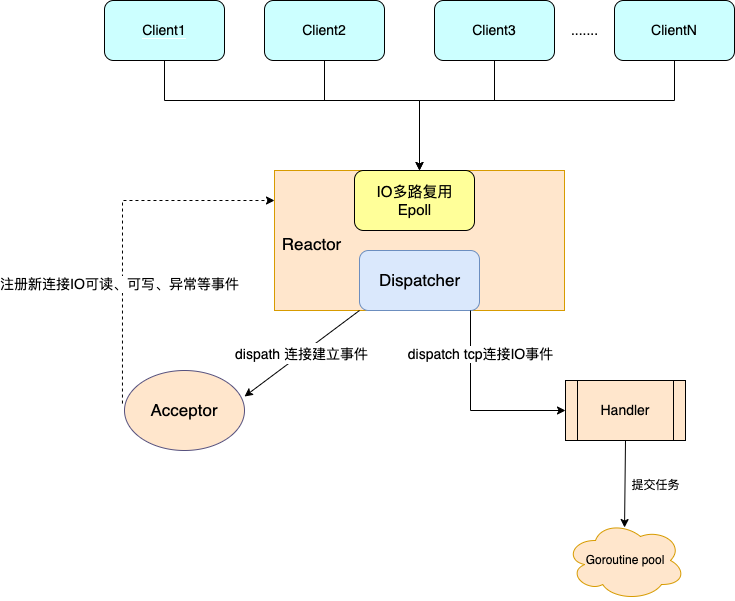 Client1
Client2
Client3
.......
ClientN
IO多路复用
Epoll
Reactor
Dispatcher
注册新连接IO可读、可写、异常等事件
dispath 连接建立事件
dispatch tcp连接IO事件
Acceptor
Handler
提交任务
Goroutine pool